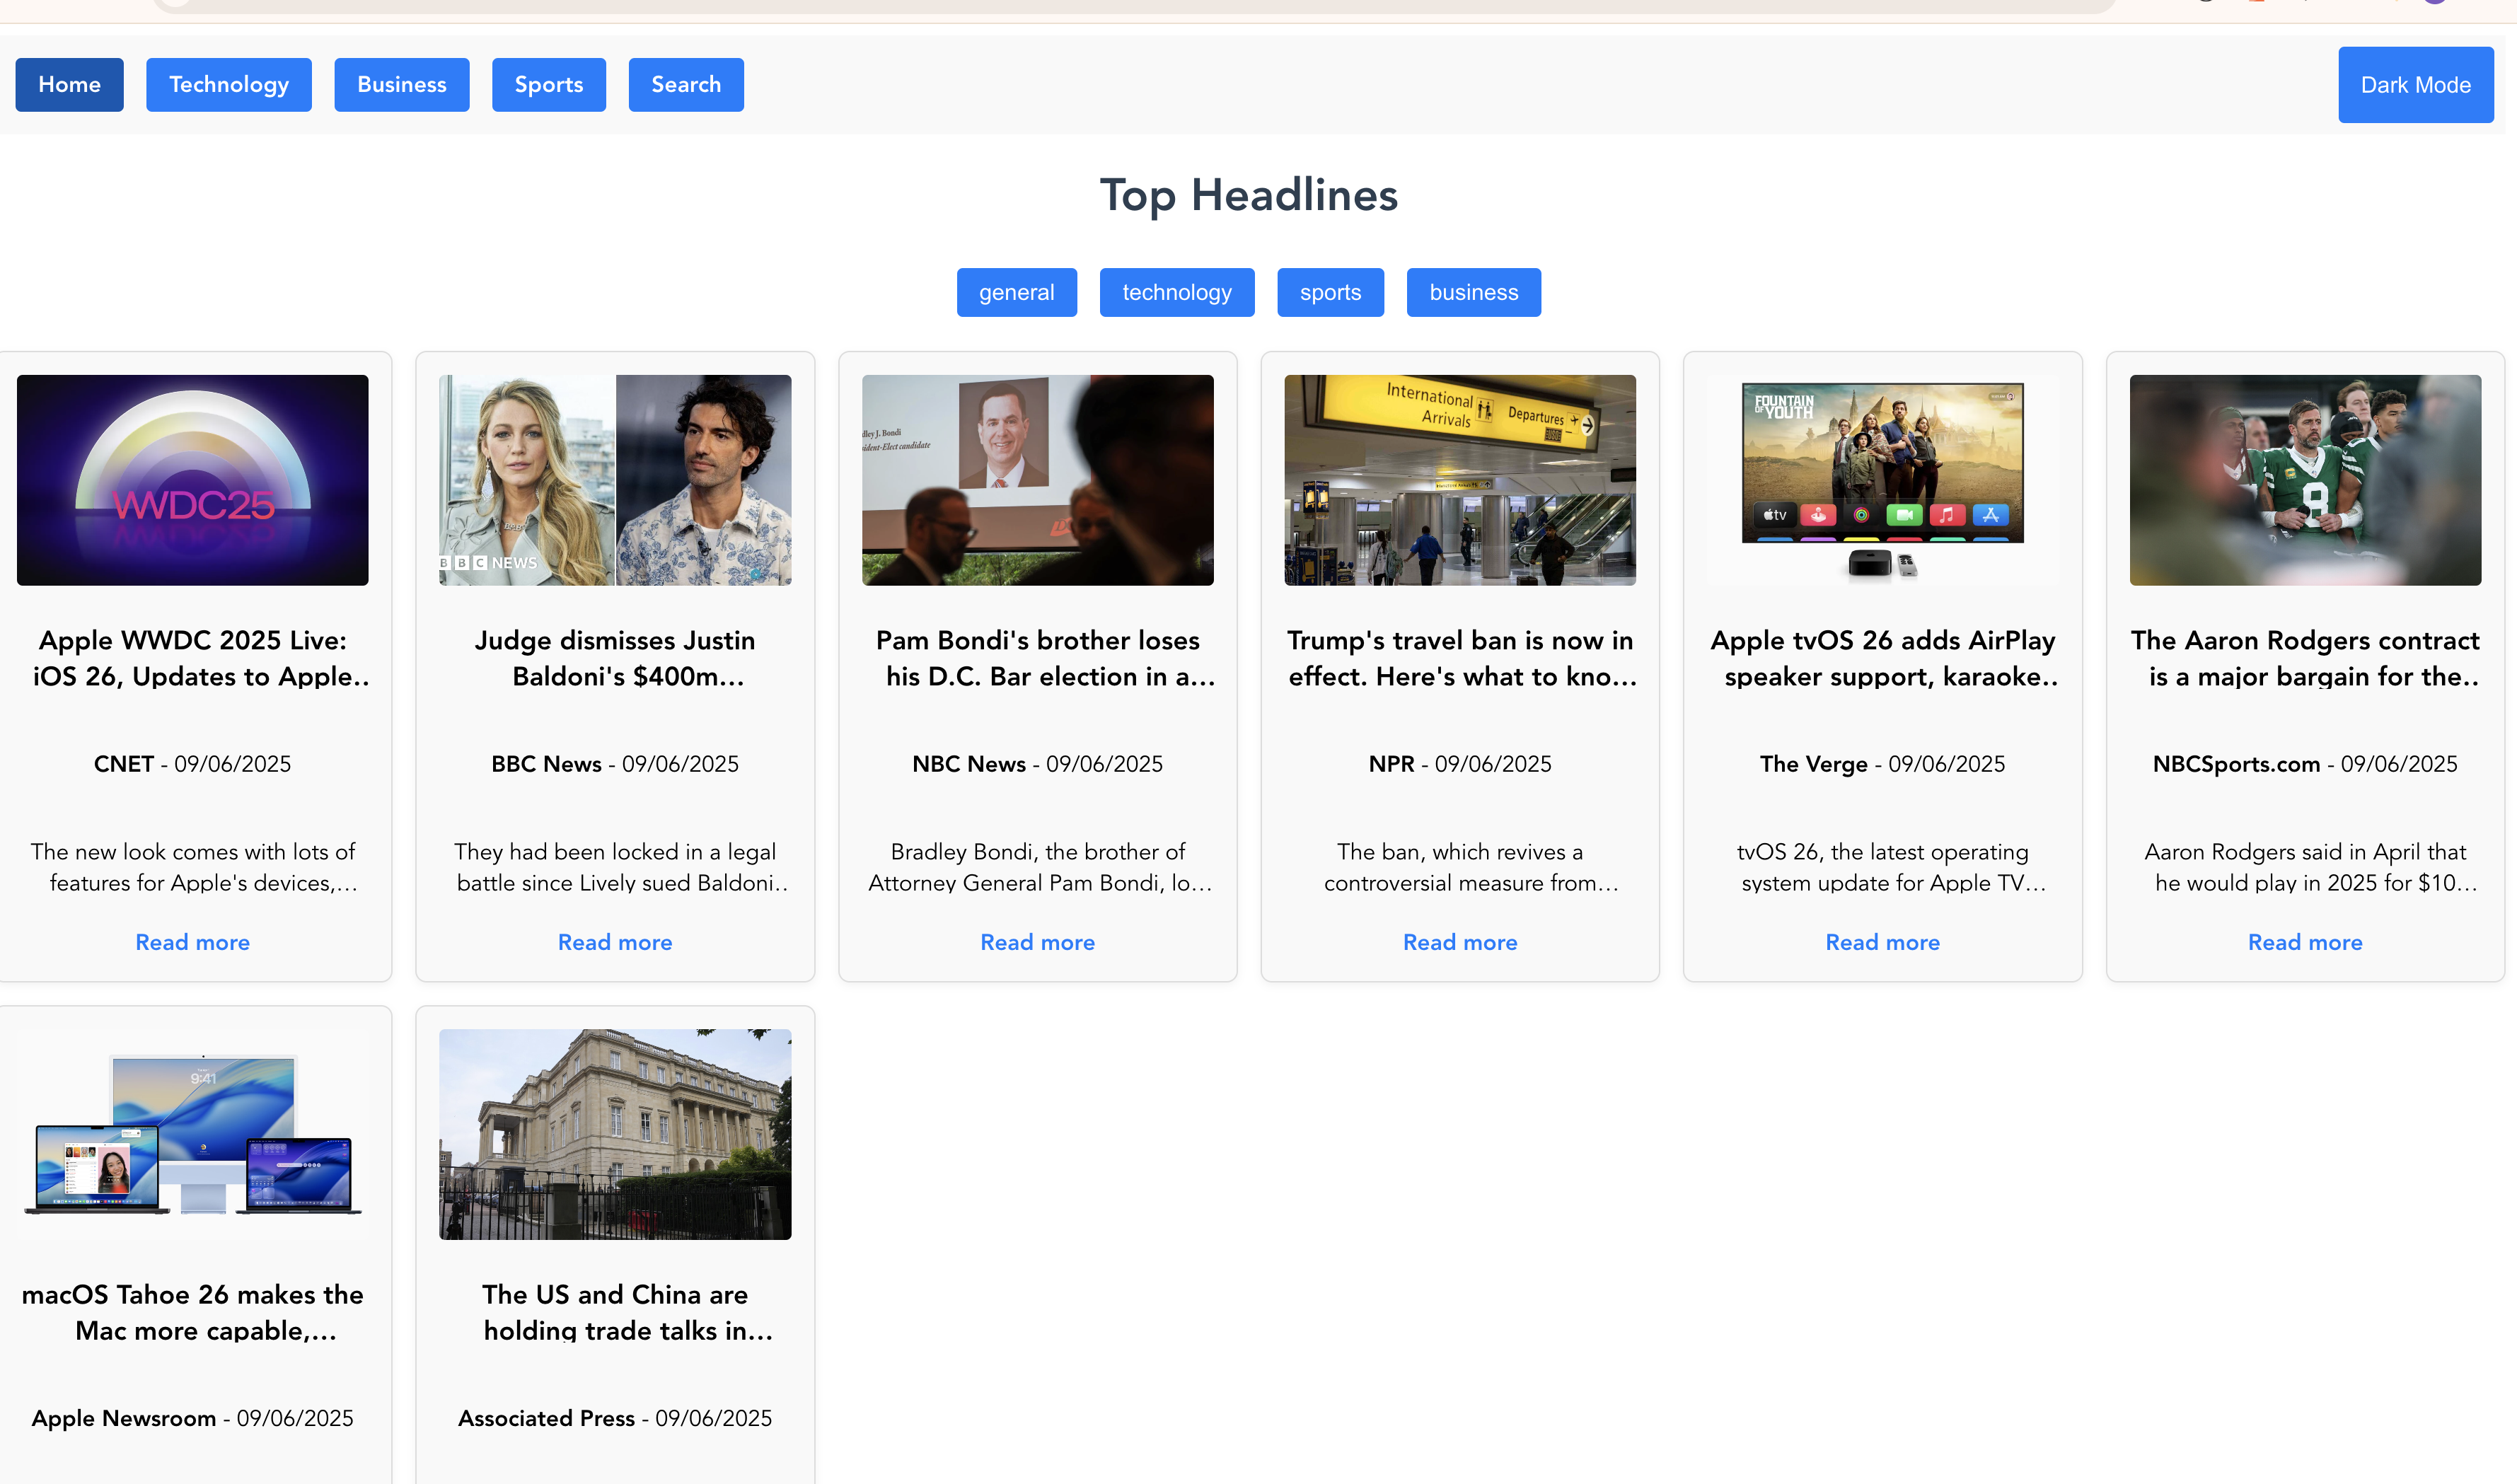 Home
Technology
Business
Sports
Search
Dark Mode
Top Headlines
general
technology
sports
business
WWDC25
Apple WWDC 2025 Live:
iOS 26, Updates to Apple..
CNET - 09/06/2025
The new look comes with lots of
features for Apple's devices,...
Read more
BBC NEWS
Judge dismisses Justin
Baldoni's $400m...
BBC News - 09/06/2025
They had been locked in a legal
battle since Lively sued Baldoni..
Read more
dley J. Bondi
sident-Elect candidate
Pam Bondi's brother loses
his D.C. Bar election in a...
NBC News - 09/06/2025
Bradley Bondi, the brother of
Attorney General Pam Bondi, lo...
Read more
International
Arrivals
Departures
Trump's travel ban is now in
effect. Here's what to kno...
NPR - 09/06/2025
The ban, which revives a
controversial measure from...
Read more
FOUNTAIN
OF YOUTH
tv
Apple tvOS 26 adds AirPlay
speaker support, karaoke..
The Verge - 09/06/2025
tvOS 26, the latest operating
system update for Apple TV...
Read more
8
The Aaron Rodgers contract
is a major bargain for the..
NBCSports.com - 09/06/2025
Aaron Rodgers said in April that
he would play in 2025 for $10...
Read more
9:41
macOS Tahoe 26 makes the
Mac more capable,...
Apple Newsroom - 09/06/2025
The US and China are
holding trade talks in...
Associated Press - 09/06/2025